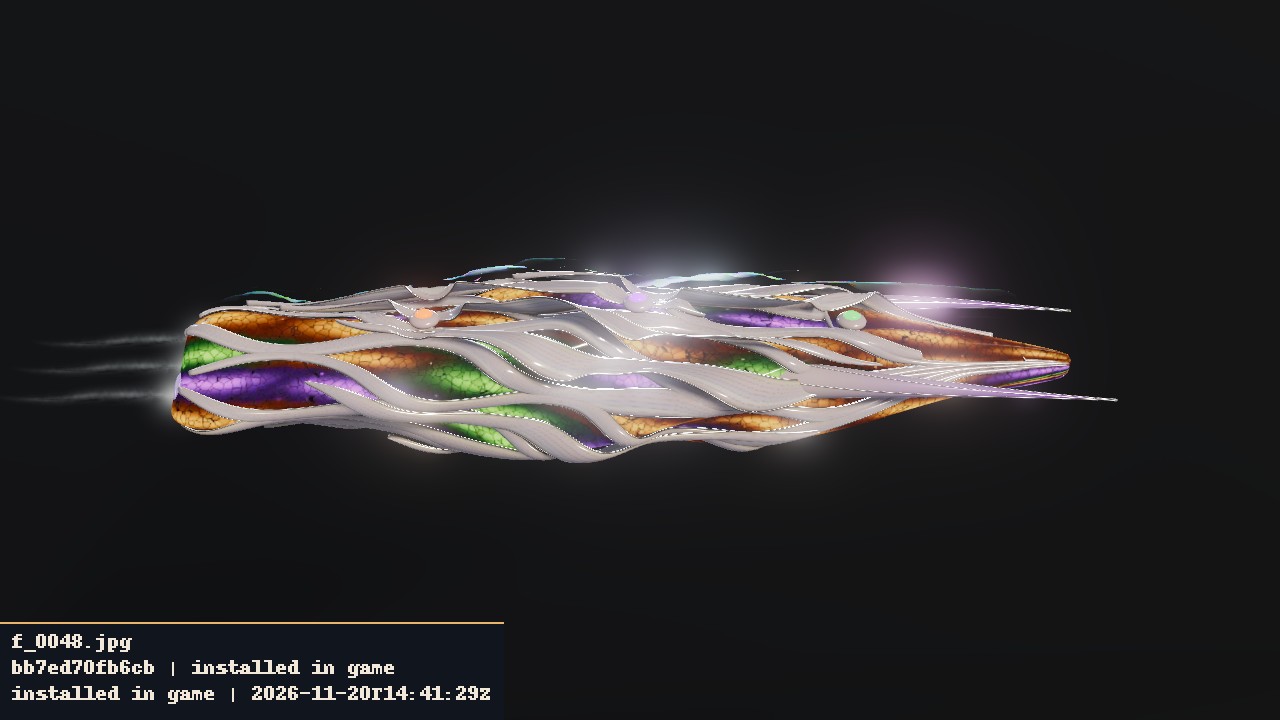 f_0048.jpg
bb7ed70fb6cb | installed in game
installed in game | 2026-11-20T14:41:29z